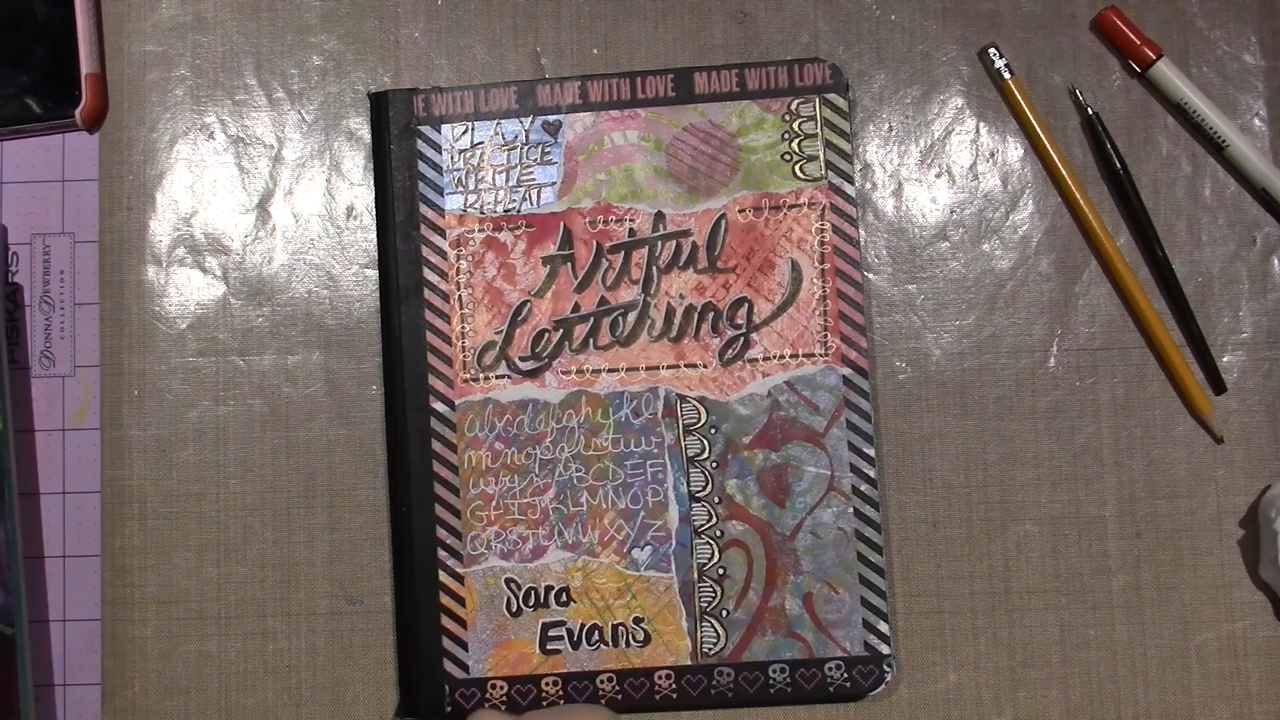 E WITH LOVE MADE WITH LOVE MADE WITH LOVE
PLAY
PRACTICE
WRITE
REPEAT
Artful
Lettering
abcdefghijkl
mnopqrstuv
wxyz ABCDEF
GHIJKLMNOP
QRSTUVWXYZ
Sara
Evans
FISKARS
DONNA DEWBERRY
COLLECTION